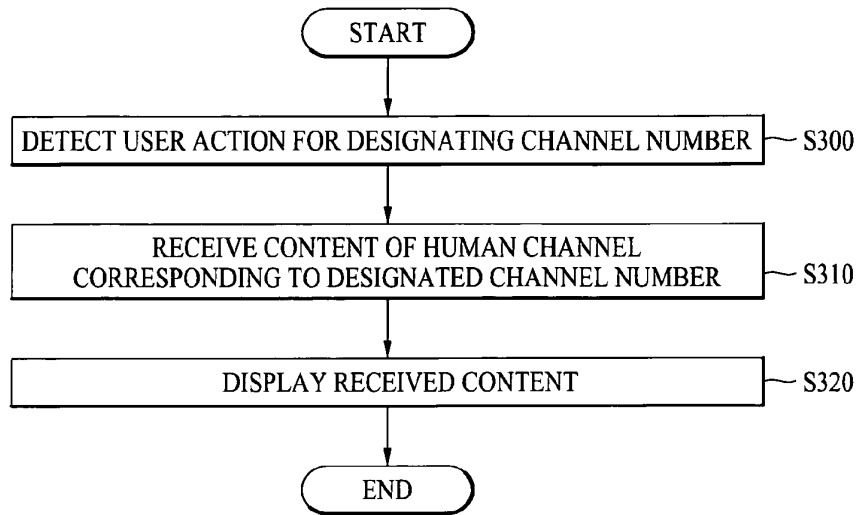 START
DETECT USER ACTION FOR DESIGNATING CHANNEL NUMBER
S300
RECEIVE CONTENT OF HUMAN CHANNEL
CORRESPONDING TO DESIGNATED CHANNEL NUMBER
S310
DISPLAY RECEIVED CONTENT
S320
END